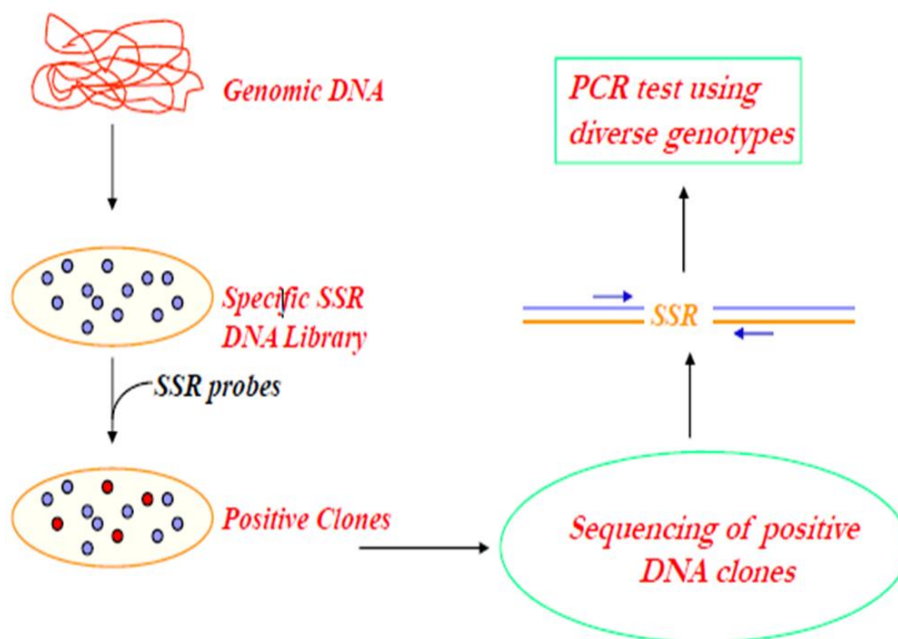 Genomic DNA
Specific SSR
DNA Library
SSR probes
Positive Clones
Sequencing of positive
DNA clones
SSR
PCR test using
diverse genotypes